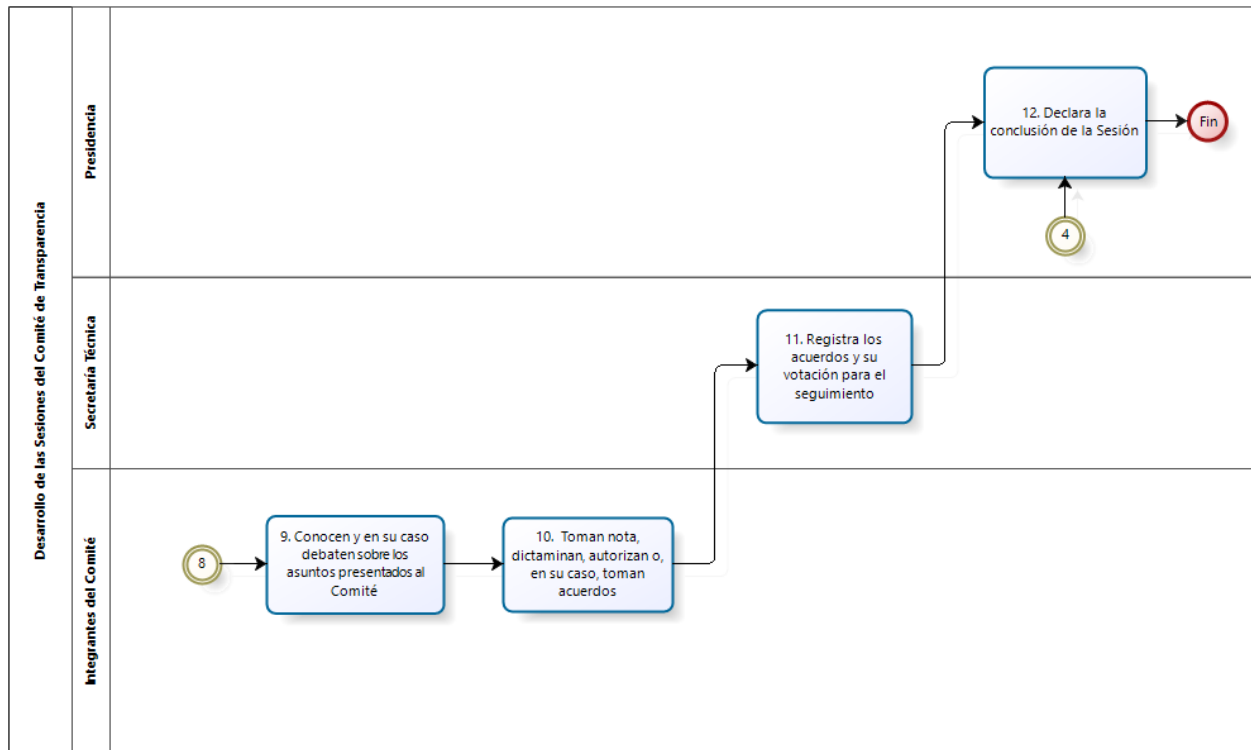 Desarrollo de las Sesiones del Comité de Transparencia
Presidencia
12. Declara la
conclusión de la Sesión
Fin
4
Secretaría Técnica
11. Registra los
acuerdos y su
votación para el
seguimiento
Integrantes del Comité
8
9. Conocen y en su caso
debaten sobre los
asuntos presentados al
Comité
10. Toman nota,
dictaminan, autorizan o,
en su caso, toman
acuerdos